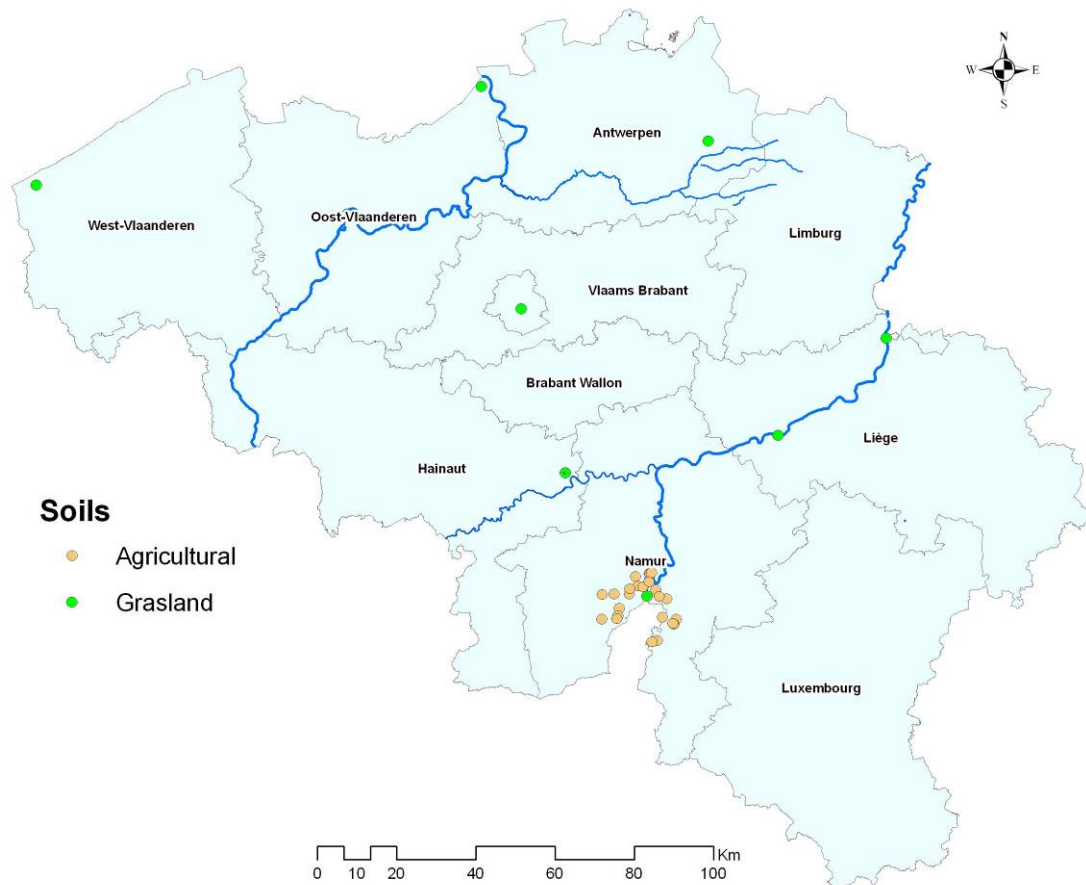 N
W E
S
Antwerpen
West-Vlaanderen
Oost-Vlaanderen
Limburg
Vlaams Brabant
Brabant Wallon
Hainaut
Liège
Soils
Agricultural
Grasland
Namur
Luxembourg
Km
0 10 20 40 60 80 100